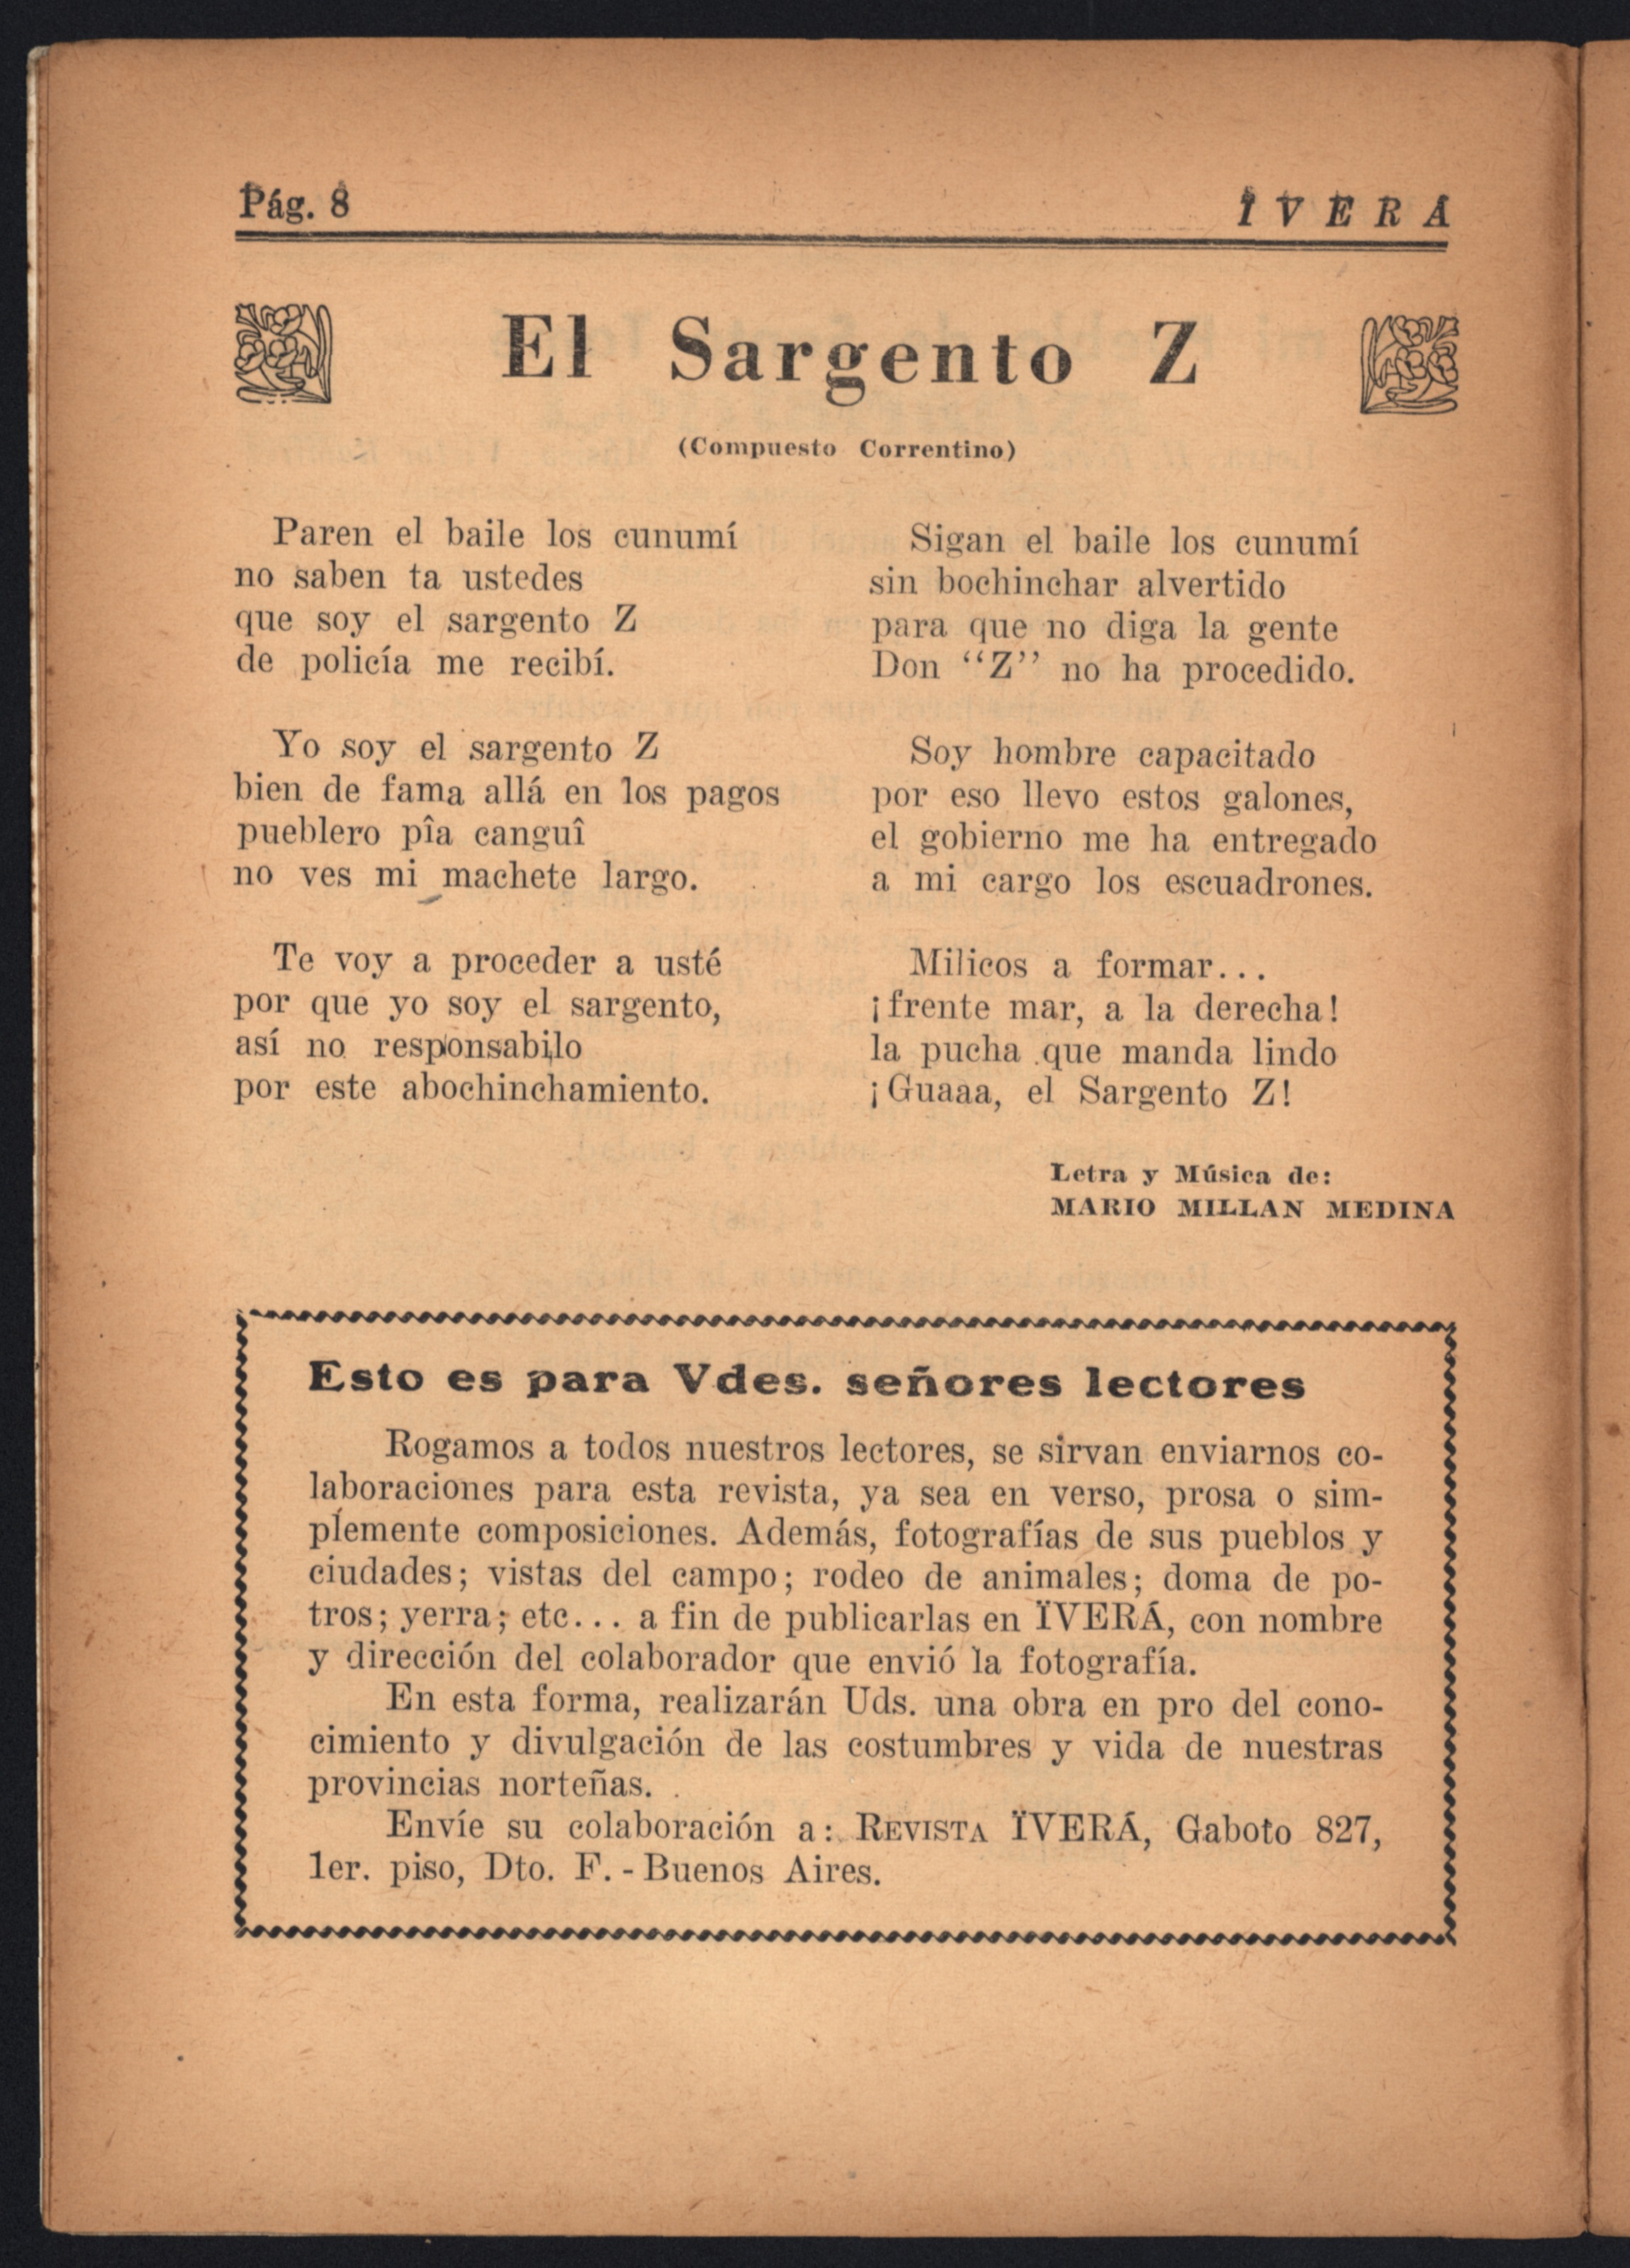 Pág. 8
ÏVERÁ
El Sargento Z
(Compuesto Correntino)
Paren el baile los cunumí
no saben ta ustedes
que soy el sargento Z
de policía me recibí.
Yo soy el sargento Z
bien de fama allá en los pagos
pueblero pîa canguî
no ves mi machete largo.
Te voy a proceder a usté
por que yo soy el sargento,
así no responsabilo
por este abochinchamiento.
Sigan el baile los cunumí
sin bochinchar alvertido
para que no diga la gente
Don “Z” no ha procedido.
Soy hombre capacitado
por eso llevo estos galones,
el gobierno me ha entregado
a mi cargo los escuadrones.
Milicos a formar...
¡frente mar, a la derecha!
la pucha que manda lindo
¡Guaaa, el Sargento Z!
Letra y Música de:
MARIO MILLAN MEDINA
Esto es para Vdes. señores lectores
Rogamos a todos nuestros lectores, se sirvan enviarnos co-
laboraciones para esta revista, ya sea en verso, prosa o sim-
plemente composiciones. Además, fotografías de sus pueblos y
ciudades; vistas del campo; rodeo de animales; doma de po-
tros; yerra; etc... a fin de publicarlas en ÏVERÁ, con nombre
y dirección del colaborador que envió la fotografía.
En esta forma, realizarán Uds. una obra en pro del cono-
cimiento y divulgación de las costumbres y vida de nuestras
provincias norteñas.
Envíe su colaboración a: REVISTA ÏVERÁ, Gaboto 827,
1er. piso, Dto. F. - Buenos Aires.